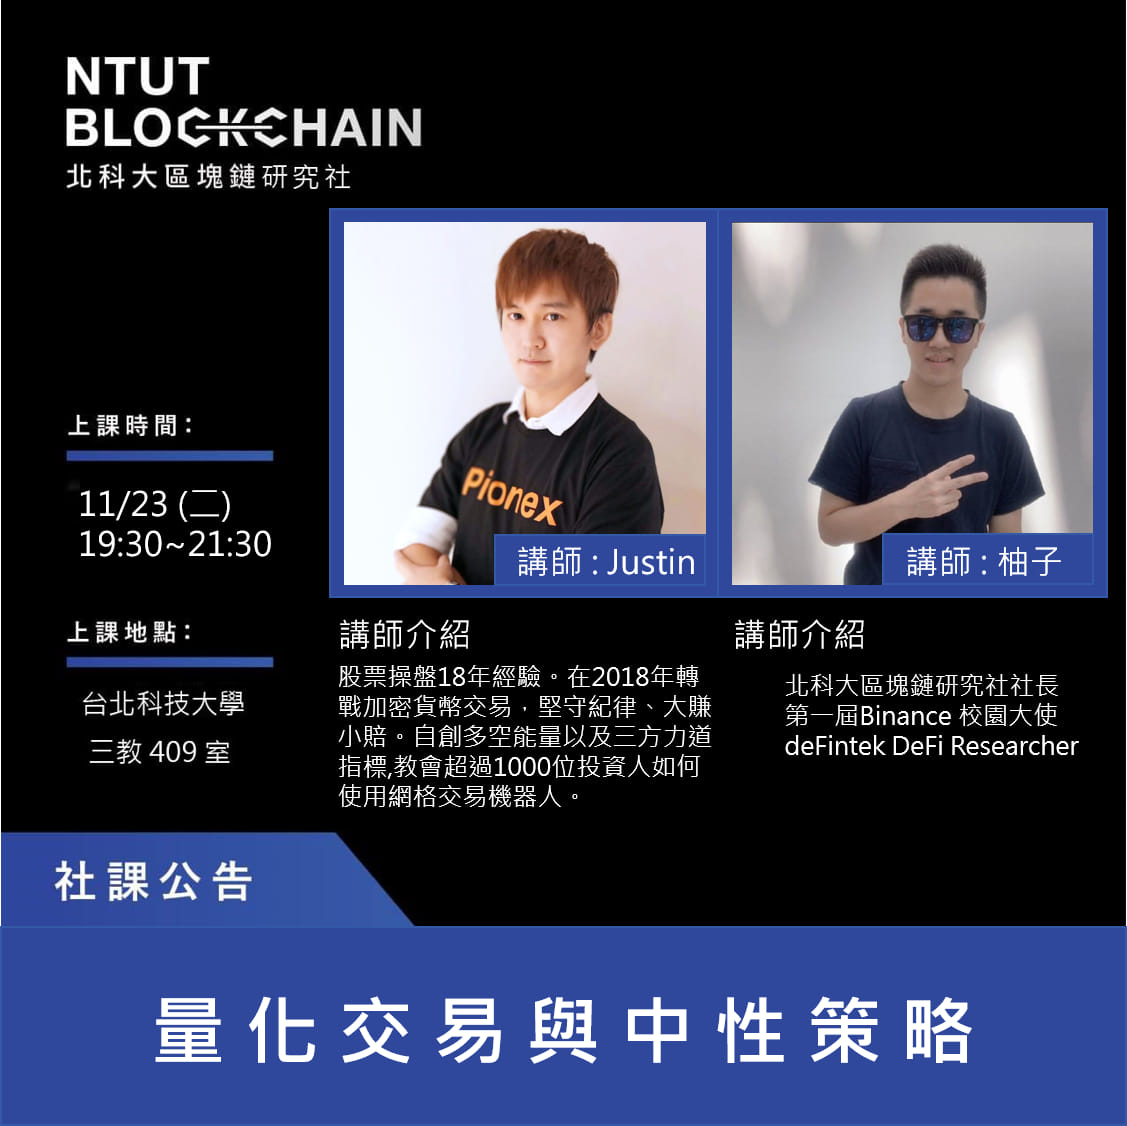 NTUT
BLOCKCHAIN
北科大區塊鏈研究社
上課時間：
11/23 (二)
19:30~21:30
上課地點：
台北科技大學
三教 409 室
Pionex
講師 : Justin
講師 : 柚子
講師介紹
股票操盤18年經驗。在2018年轉
戰加密貨幣交易，堅守紀律、大賺
小賠。自創多空能量以及三方力道
指標,教會超過1000位投資人如何
使用網格交易機器人。
講師介紹
北科大區塊鏈研究社社長
第一屆Binance 校園大使
deFintek DeFi Researcher
社課公告
量化交易與中性策略